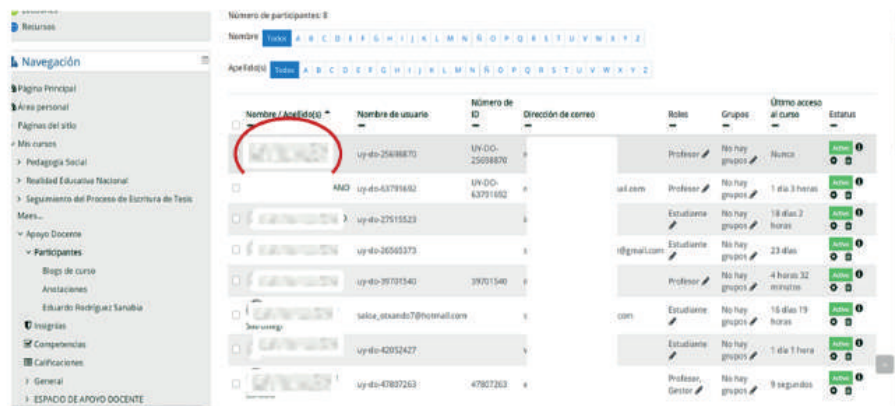 Recursos
Navegación
Página Principal
Área personal
Páginas del sitio
Mis cursos
Pedagogía Social
Realidad Educativa Nacional
Seguimiento del Proceso de Escritura de Tesis
Maes...
Apoyo Docente
Participantes
Blogs de curso
Anotaciones
Eduardo Rodríguez Sanabia
Insignias
Competencias
Calificaciones
General
ESPACIO DE APOYO DOCENTE
Número de participantes: 8
Nombre Todos A B C D E F G H I J K L M N Ñ O P Q R S T U V W X Y Z
Apellido(s) Todos A B C D E F G H I J K L M N Ñ O P Q R S T U V W X Y Z
Nombre / Apellido(s) Nombre de usuario Número de ID Dirección de correo Roles Grupos Último acceso al curso Estatus
uy-do-25698870 UY-DO-25698870 Profesor No hay grupos Nunca Activo
ANO uy-do-63791692 UY-DO-63791692 ail.com Profesor No hay grupos 1 día 3 horas Activo
uy-do-27515523 Estudiante No hay grupos 18 días 2 horas Activo
uy-do-26565373 @gmail.com Estudiante No hay grupos 23 días Activo
uy-do-39701540 39701540 Profesor No hay grupos 4 horas 32 minutos Activo
com Estudiante No hay grupos 16 días 19 horas Activo
uy-do-42052427 Estudiante No hay grupos 1 día 1 hora Activo
uy-do-47807263 47807263 Profesor, Gestor No hay grupos 9 segundos Activo